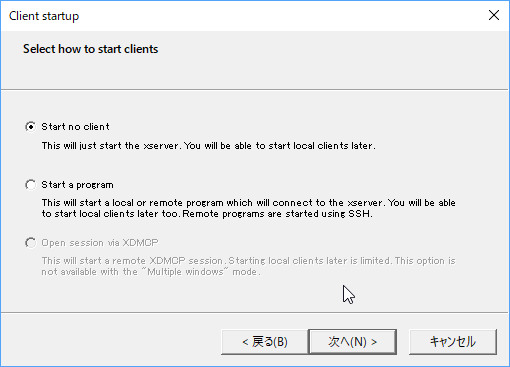 Client startup
Select how to start clients
Start no client
This will just start the xserver. You will be able to start local clients later.
Start a program
This will start a local or remote program which will connect to the xserver. You will be able
to start local clients later too. Remote programs are started using SSH.
Open session via XDMCP
This will start a remote XDMCP session. Starting local clients later is limited. This option is
not available with the "Multiple windows" mode.
< 戻る(B) 次へ(N) > キャンセル